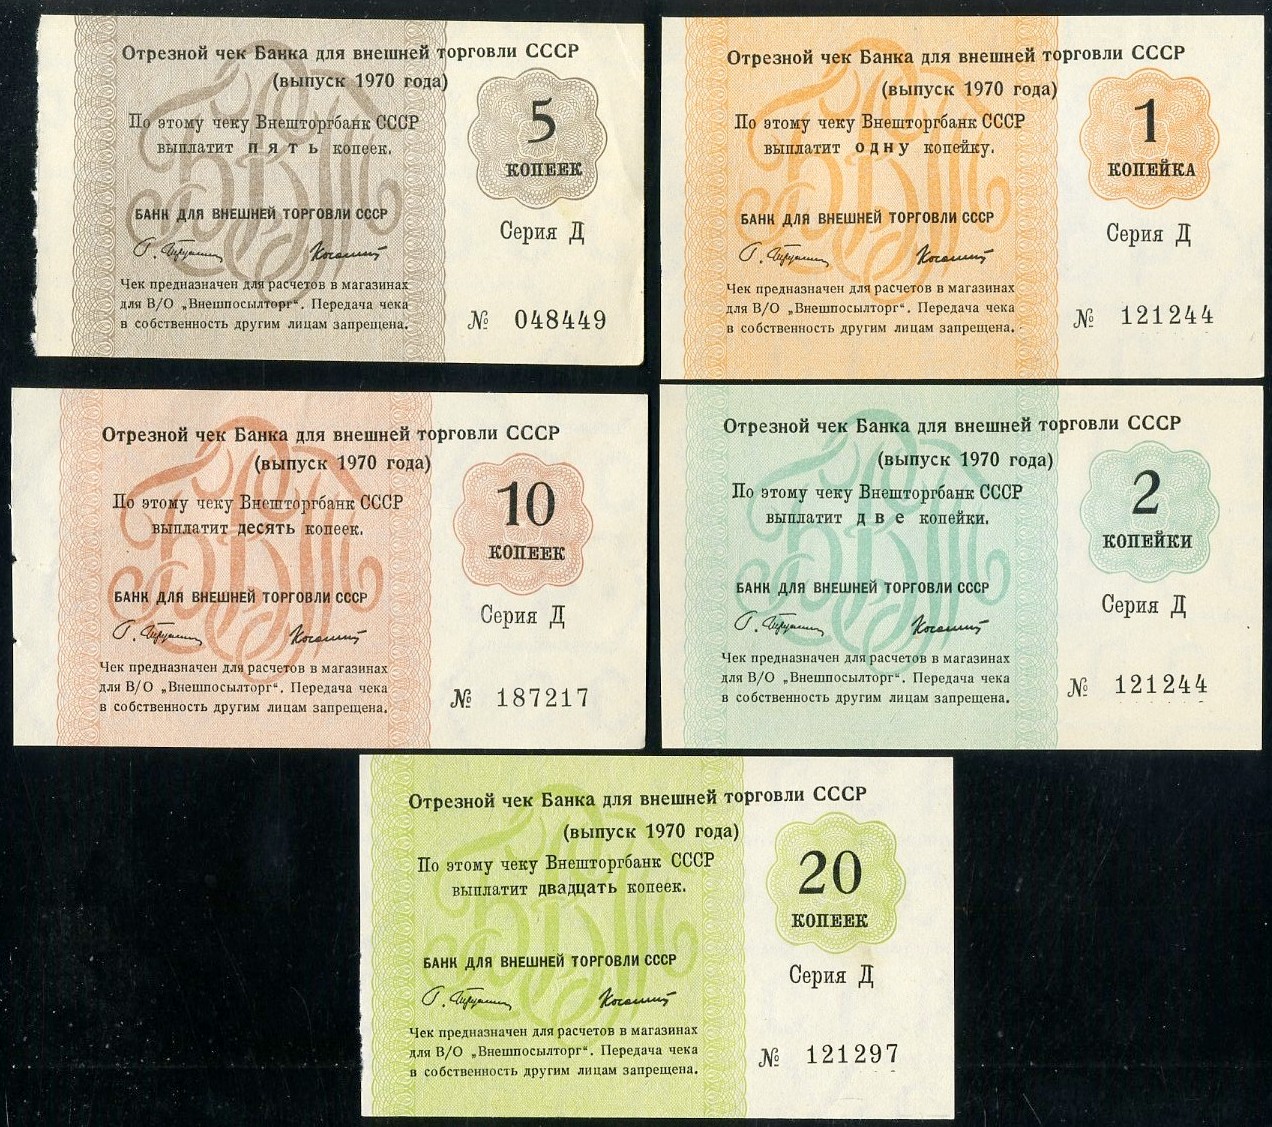 Отрезной чек Банка для внешней торговли СССР
(выпуск 1970 года)
По этому чеку Внешторгбанк СССР
выплатит пять копеек.
5
КОПЕЕК
БАНК ДЛЯ ВНЕШНЕЙ ТОРГОВЛИ СССР
Серия Д
Чек предназначен для расчетов в магазинах
для В/О „Внешпосылторг“. Передача чека
в собственность другим лицам запрещена.
№ 048449
Отрезной чек Банка для внешней торговли СССР
(выпуск 1970 года)
По этому чеку Внешторгбанк СССР
выплатит одну копейку.
1
КОПЕЙКА
БАНК ДЛЯ ВНЕШНЕЙ ТОРГОВЛИ СССР
Серия Д
Чек предназначен для расчетов в магазинах
для В/О „Внешпосылторг“. Передача чека
в собственность другим лицам запрещена.
№ 121244
Отрезной чек Банка для внешней торговли СССР
(выпуск 1970 года)
По этому чеку Внешторгбанк СССР
выплатит десять копеек.
10
КОПЕЕК
БАНК ДЛЯ ВНЕШНЕЙ ТОРГОВЛИ СССР
Серия Д
Чек предназначен для расчетов в магазинах
для В/О „Внешпосылторг“. Передача чека
в собственность другим лицам запрещена.
№ 187217
Отрезной чек Банка для внешней торговли СССР
(выпуск 1970 года)
По этому чеку Внешторгбанк СССР
выплатит две копейки.
2
КОПЕЙКИ
БАНК ДЛЯ ВНЕШНЕЙ ТОРГОВЛИ СССР
Серия Д
Чек предназначен для расчетов в магазинах
для В/О „Внешпосылторг“. Передача чека
в собственность другим лицам запрещена.
№ 121244
Отрезной чек Банка для внешней торговли СССР
(выпуск 1970 года)
По этому чеку Внешторгбанк СССР
выплатит двадцать копеек.
20
КОПЕЕК
БАНК ДЛЯ ВНЕШНЕЙ ТОРГОВЛИ СССР
Серия Д
Чек предназначен для расчетов в магазинах
для В/О „Внешпосылторг“. Передача чека
в собственность другим лицам запрещена.
№ 121297